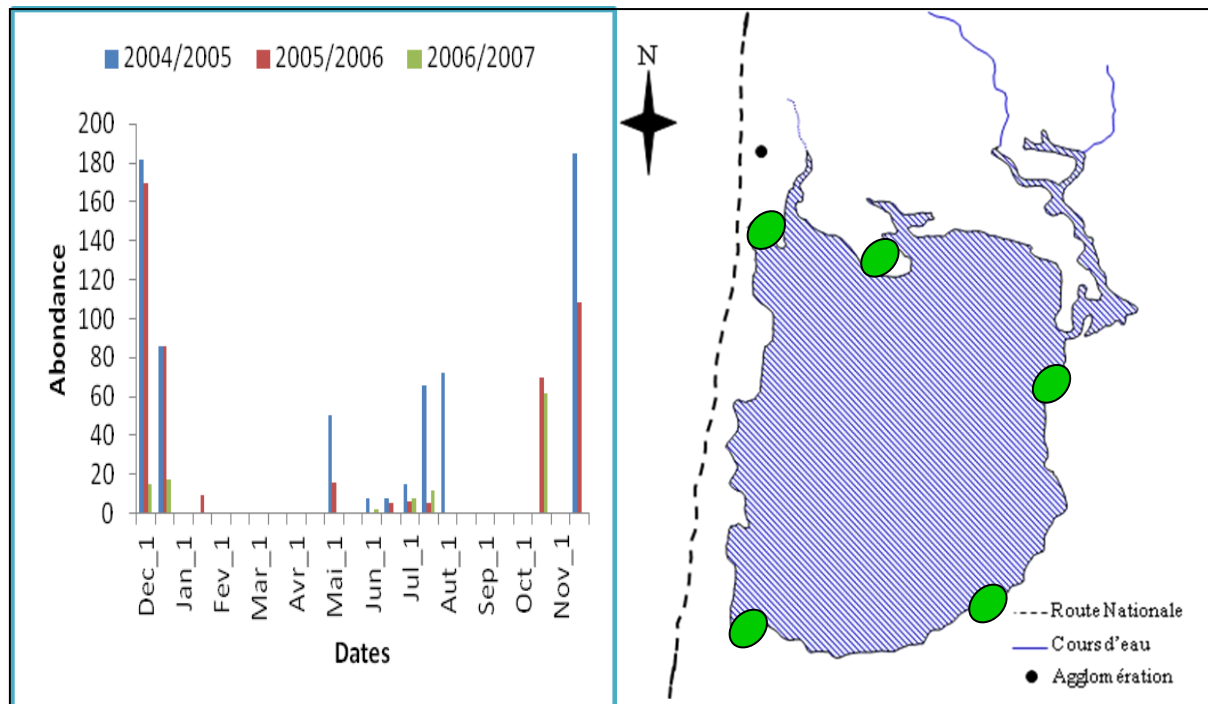 2004/2005 2005/2006 2006/2007
200
180
160
140
120
100
80
60
40
20
0
Abondance
Dec_1 Jan_1 Fev_1 Mar_1 Avr_1 Mai_1 Jun_1 Jul_1 Aut_1 Sep_1 Oct_1 Nov_1
Dates
N
Route Nationale
Cours d'eau
Agglomération